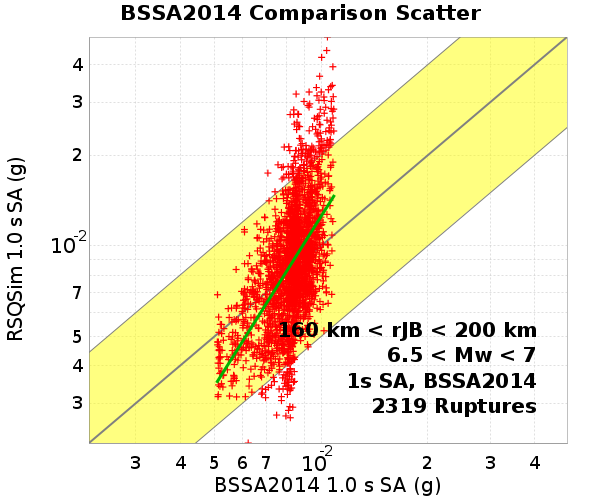 BSSA2014 Comparison Scatter
RSQSim 1.0 s SA (g)
4
3
2
10-2
7
5
4
3
160 km < rJB < 200 km
6.5 < Mw < 7
1s SA, BSSA2014
2319 Ruptures
3 4 5 6 7 10-2 2 3 4
BSSA2014 1.0 s SA (g)